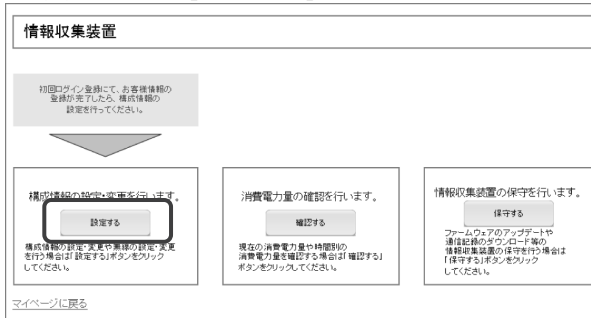 情報収集装置
初回ログイン登録にて、お客様情報の
登録が完了したら、構成情報の
設定を行ってください。
構成情報の設定・変更を行います。
設定する
構成情報の設定・変更や無線の設定・変更
を行う場合は「設定する」ボタンをクリック
してください。
消費電力量の確認を行います。
確認する
現在の消費電力量や時間別の
消費電力量を確認する場合は「確認する」
ボタンをクリックしてください。
情報収集装置の保守を行います。
保守する
ファームウェアのアップデートや
通信記録のダウンロード等の
情報収集装置の保守を行う場合は
「保守する」ボタンをクリック
してください。
マイページに戻る